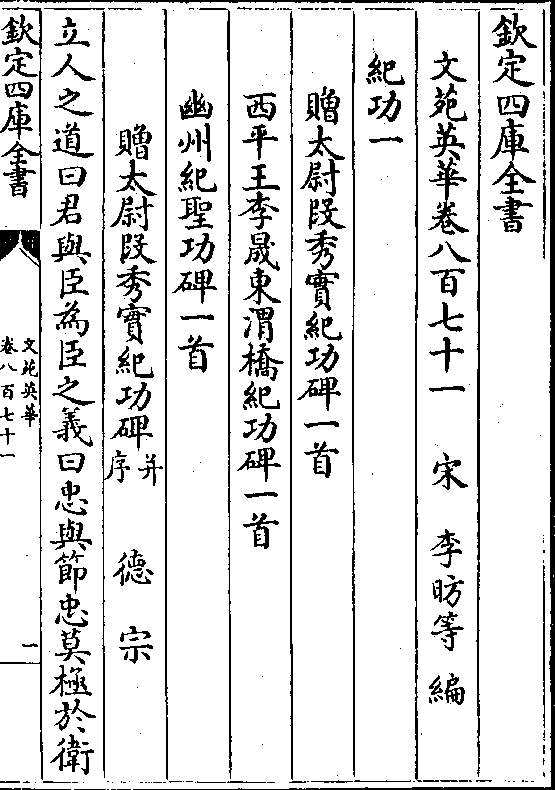 欽定四庫全書
文苑英華卷八百七十一 宋 李昉等 編
紀功一
贈太尉段秀實紀功碑一首
西平王李晟東渭橋紀功碑一首
幽州紀聖功碑一首
贈太尉段秀實紀功碑并序 德宗
立人之道曰君與臣為臣之義曰忠與節忠莫極於衛
欽定四庫全書
文苑英華
卷八百七十一
一